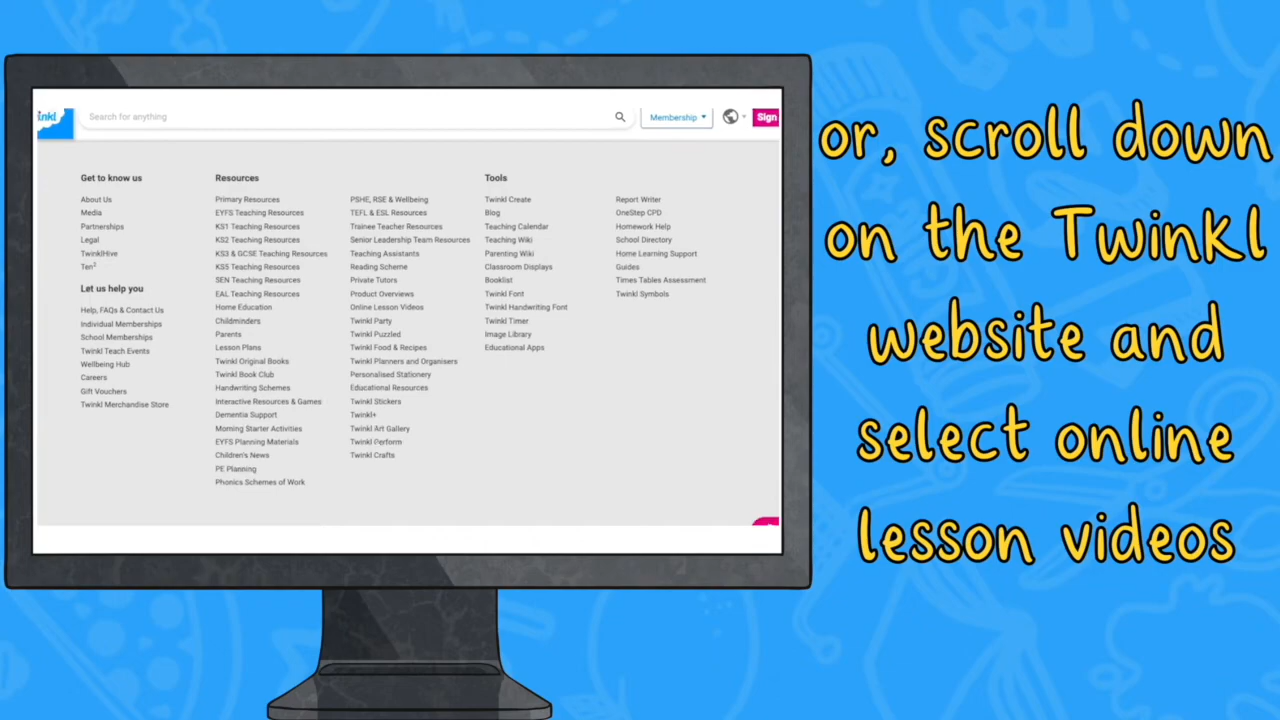 inkl
Search for anything
Membership
Sign
Get to know us
About Us
Media
Partnerships
Legal
TwinklHive
Ten²
Let us help you
Help, FAQs & Contact Us
Individual Memberships
School Memberships
Twinkl Teach Events
Wellbeing Hub
Careers
Gift Vouchers
Twinkl Merchandise Store
Resources
Primary Resources
EYFS Teaching Resources
KS1 Teaching Resources
KS2 Teaching Resources
KS3 & GCSE Teaching Resources
KS5 Teaching Resources
SEN Teaching Resources
EAL Teaching Resources
Home Education
Childminders
Parents
Lesson Plans
Twinkl Original Books
Twinkl Book Club
Handwriting Schemes
Interactive Resources & Games
Dementia Support
Morning Starter Activities
EYFS Planning Materials
Children's News
PE Planning
Phonics Schemes of Work
PSHE, RSE & Wellbeing
TEFL & ESL Resources
Trainee Teacher Resources
Senior Leadership Team Resources
Teaching Assistants
Reading Scheme
Private Tutors
Product Overviews
Online Lesson Videos
Twinkl Party
Twinkl Puzzled
Twinkl Food & Recipes
Twinkl Planners and Organisers
Personalised Stationery
Educational Resources
Twinkl Stickers
Twinkl+
Twinkl Art Gallery
Twinkl Perform
Twinkl Crafts
Tools
Twinkl Create
Blog
Teaching Calendar
Teaching Wiki
Parenting Wiki
Classroom Displays
Booklist
Twinkl Font
Twinkl Handwriting Font
Twinkl Timer
Image Library
Educational Apps
Report Writer
OneStep CPD
Homework Help
School Directory
Home Learning Support
Guides
Times Tables Assessment
Twinkl Symbols
or, scroll down
on the Twinkl
website and
select online
lesson videos